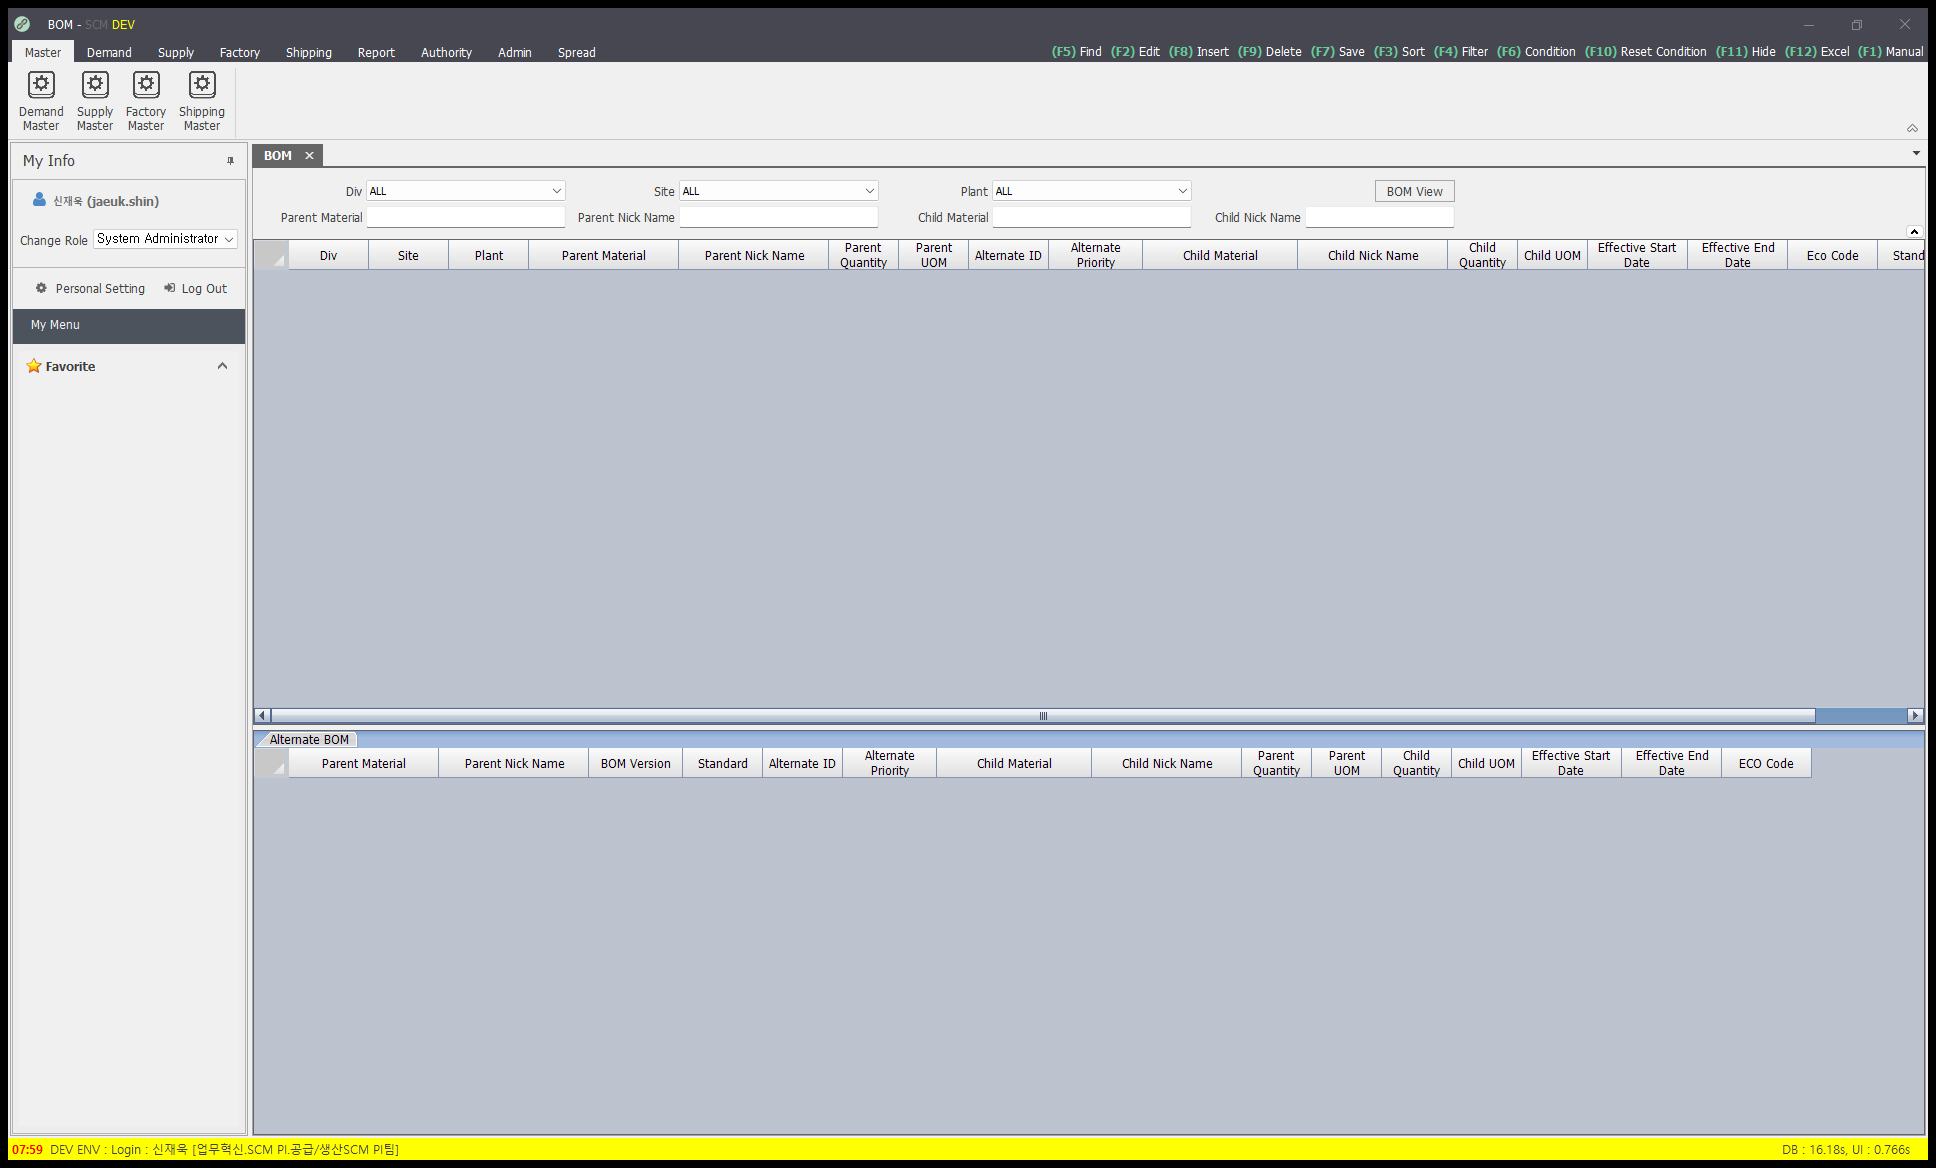 BOM - SCM DEV
Master Demand Supply Factory Shipping Report Authority Admin Spread (F5) Find (F2) Edit (F8) Insert (F9) Delete (F7) Save (F3) Sort (F4) Filter (F6) Condition (F10) Reset Condition (F11) Hide (F12) Excel (F1) Manual
Demand Master
Supply Master
Factory Master
Shipping Master
My Info
신재욱 (jaeuk.shin)
Change Role System Administrator
Personal Setting Log Out
My Menu
Favorite
BOM
Div ALL Site ALL Plant ALL BOM View
Parent Material Parent Nick Name Child Material Child Nick Name
Div Site Plant Parent Material Parent Nick Name Parent Quantity Parent UOM Alternate ID Alternate Priority Child Material Child Nick Name Child Quantity Child UOM Effective Start Date Effective End Date Eco Code Stand
Alternate BOM
Parent Material Parent Nick Name BOM Version Standard Alternate ID Alternate Priority Child Material Child Nick Name Parent Quantity Parent UOM Child Quantity Child UOM Effective Start Date Effective End Date ECO Code
07:59 DEV ENV : Login : 신재욱 [업무혁신.SCM PI.공급/생산SCM PI팀] DB : 16.18s, UI : 0.766s